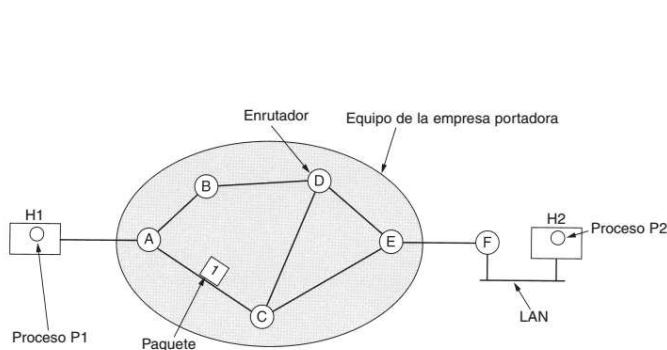 Enrutador
Equipo de la empresa portadora
B
D
H1
A
E
F
H2
Proceso P2
1
C
LAN
Proceso P1
Paquete